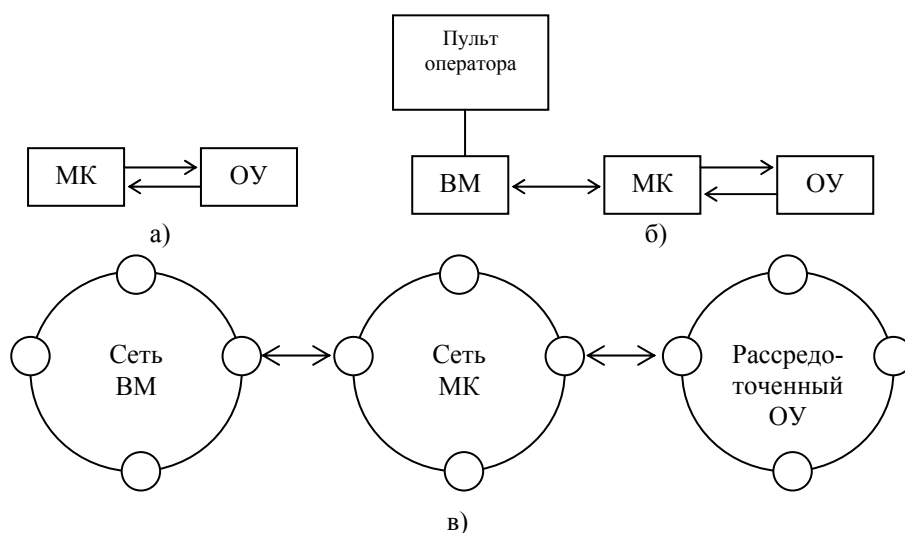 Пульт
оператора
МК
ОУ
ВМ
МК
ОУ
а)
б)
Сеть
ВМ
Сеть
МК
Рассредо-
точенный
ОУ
в)